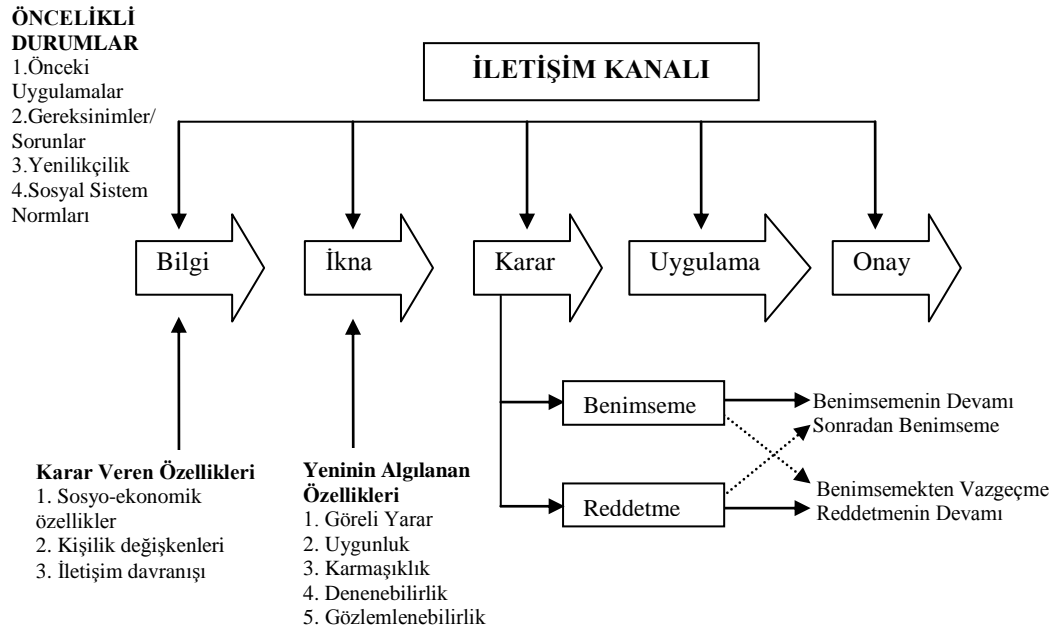 ÖNCELİKLİ
DURUMLAR
1.Önceki
Uygulamalar
2.Gereksinimler/
Sorunlar
3.Yenilikçilik
4.Sosyal Sistem
Normları
İLETİŞİM KANALI
Bilgi
İkna
Karar
Uygulama
Onay
Benimseme
Reddetme
Benimsemenin Devamı
Sonradan Benimseme
Benimsemekten Vazgeçme
Reddetmenin Devamı
Karar Veren Özellikleri
1. Sosyo-ekonomik
özellikler
2. Kişilik değişkenleri
3. İletişim davranışı
Yeninin Algılanan
Özellikleri
1. Göreli Yarar
2. Uygunluk
3. Karmaşıklık
4. Denenebilirlik
5. Gözlemlenebilirlik